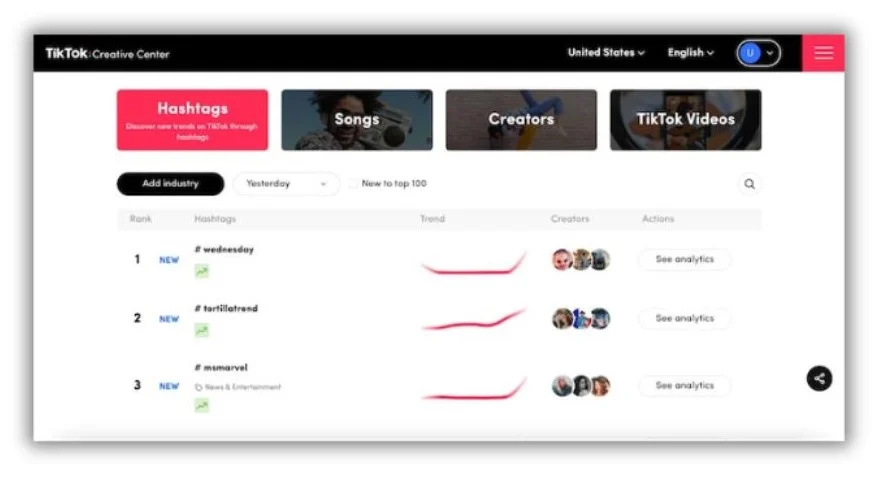 TikTok: Creative Center
United States
English
U
Hashtags
Discover new trends on TikTok through
hashtags
Songs
Creators
TikTok Videos
Add industry
Yesterday
New to top 100
Rank Hashtags Trend Creators Actions
1 NEW # wednesday See analytics
2 NEW # tortillatrend See analytics
3 NEW # msmarvel See analytics
News & Entertainment